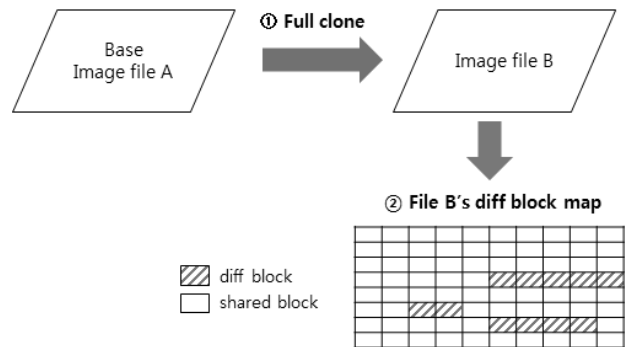 ① Full clone
Base
Image file A
Image file B
② File B's diff block map
diff block
shared block